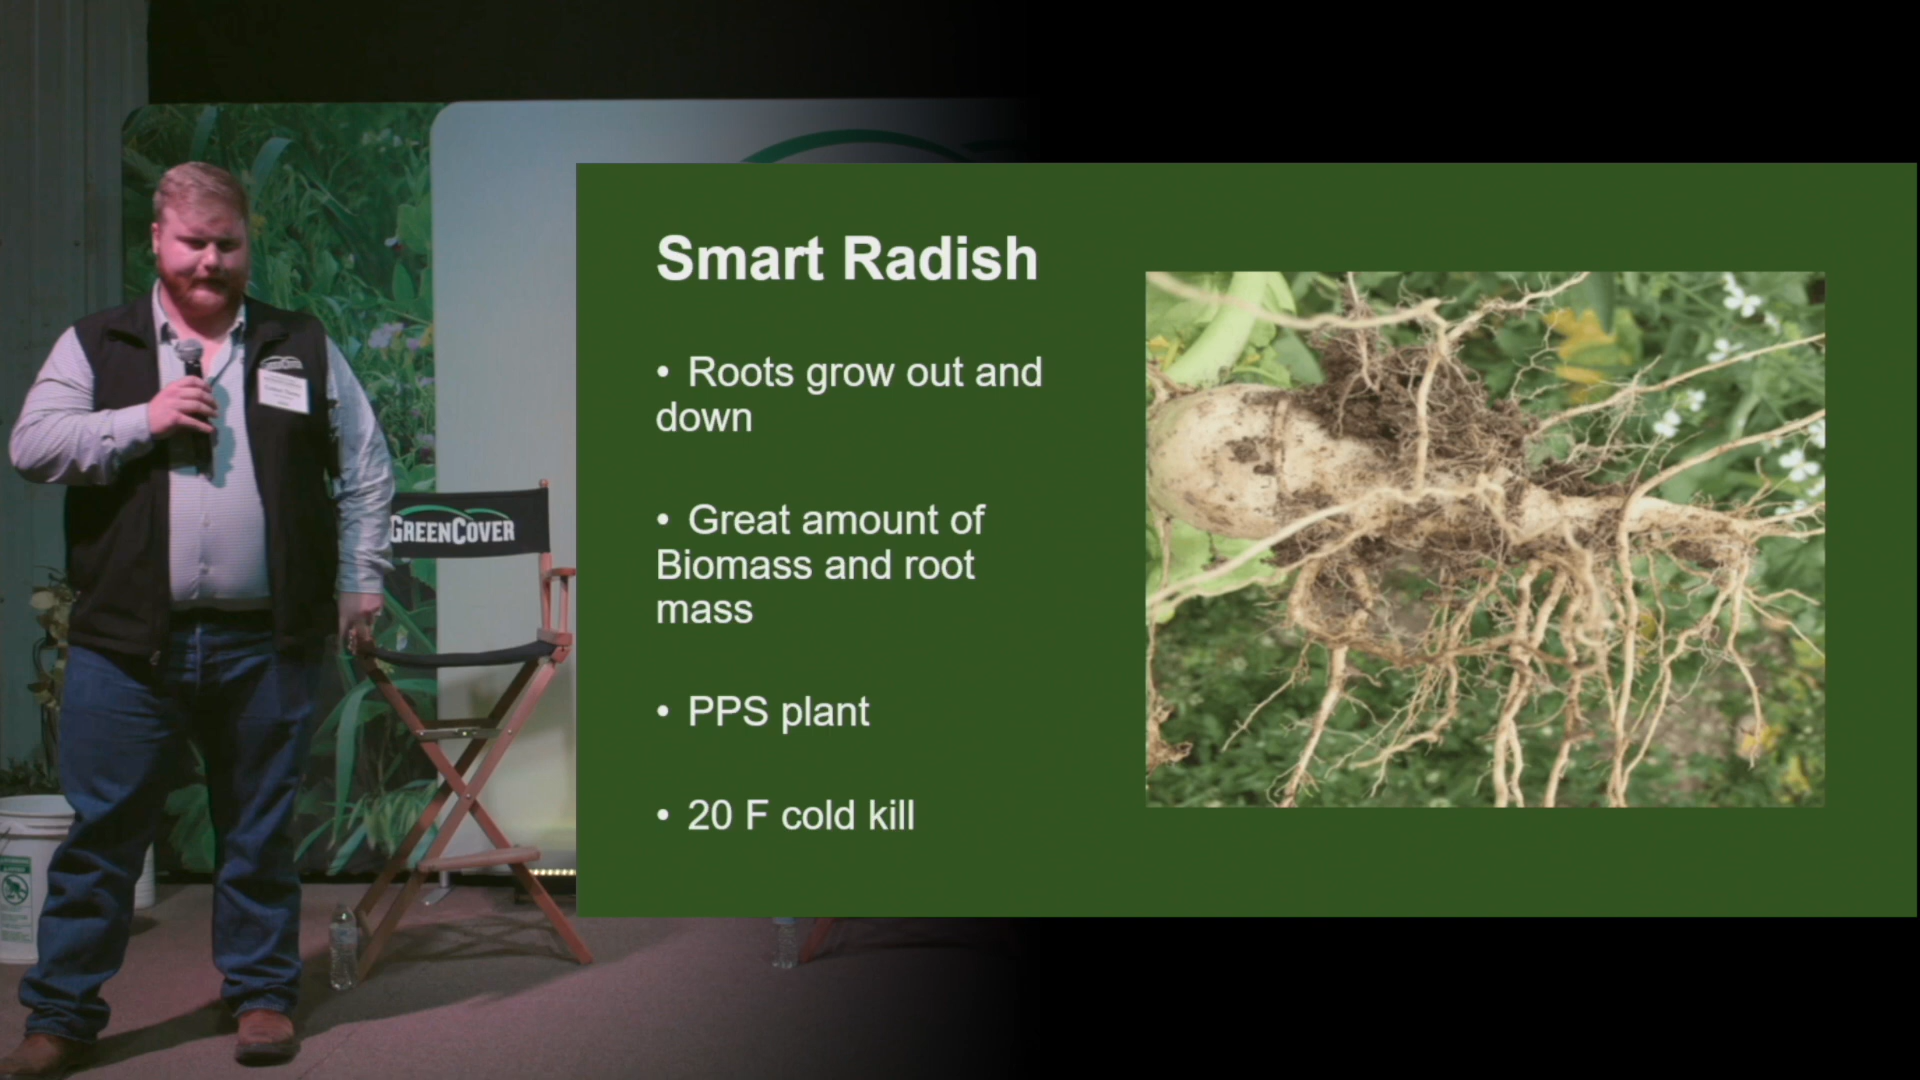 Smart Radish
• Roots grow out and
down
• Great amount of
Biomass and root
mass
• PPS plant
• 20 F cold kill
GREENCOVER